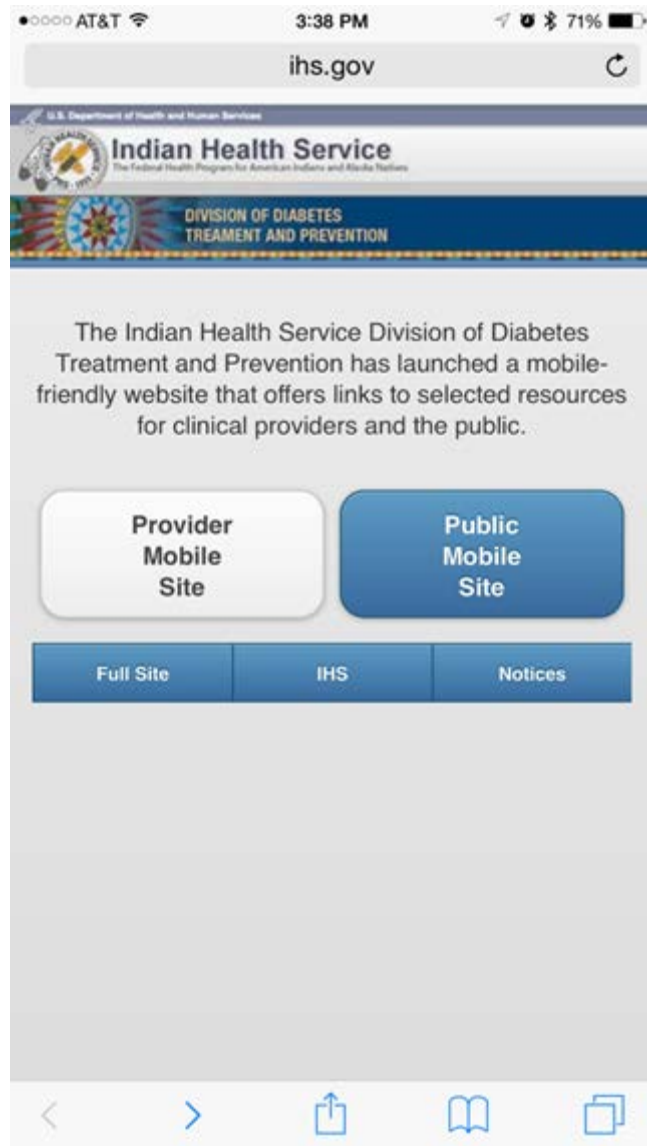 AT&T 3:38 PM 71%
ihs.gov
U.S. Department of Health and Human Services
Indian Health Service
The Federal Health Program for American Indians and Alaska Natives
DIVISION OF DIABETES
TREAMENT AND PREVENTION
The Indian Health Service Division of Diabetes
Treatment and Prevention has launched a mobile-
friendly website that offers links to selected resources
for clinical providers and the public.
Provider
Mobile
Site
Public
Mobile
Site
Full Site IHS Notices